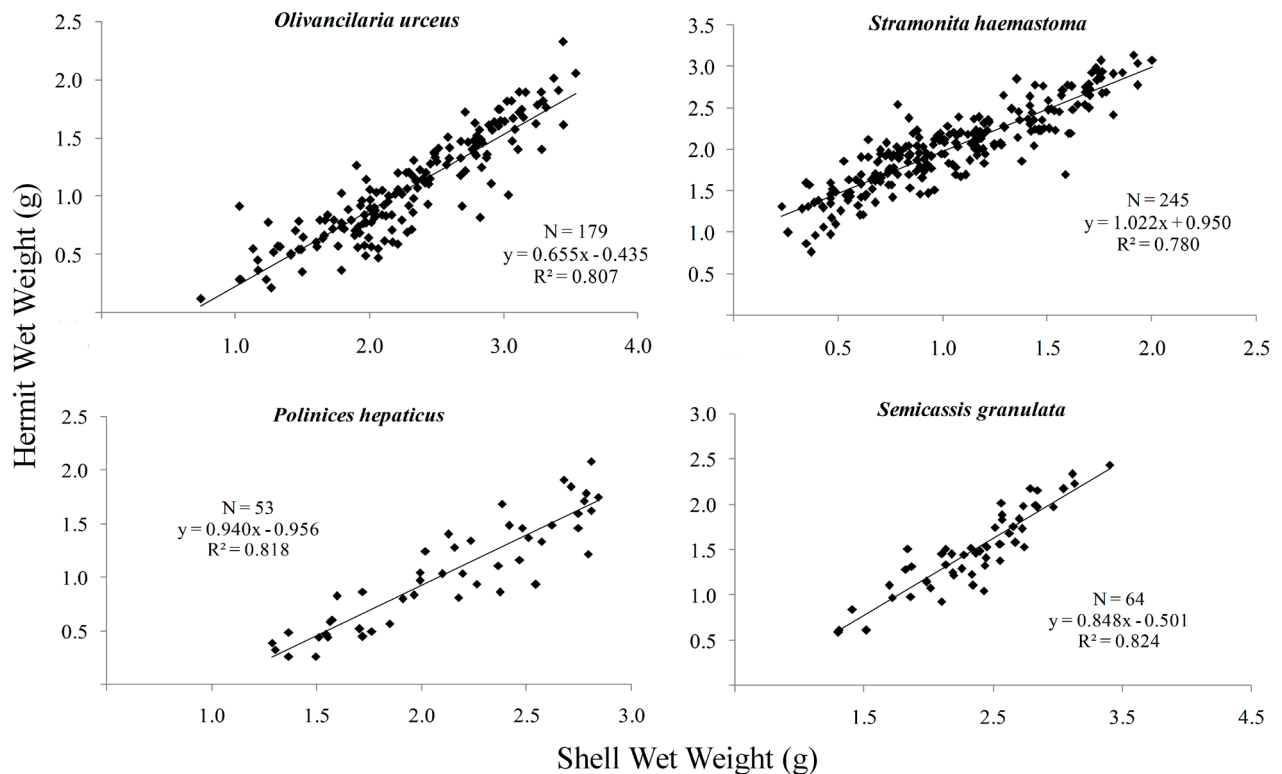 Hermit Wet Weight (g)
Olivancilaria urceus
2.5
2.0
1.5
1.0
0.5
N = 179
y = 0.655x - 0.435
R² = 0.807
1.0 2.0 3.0 4.0
Stramonita haemastoma
3.5
3.0
2.5
2.0
1.5
1.0
0.5
N = 245
y = 1.022x + 0.950
R² = 0.780
0.5 1.0 1.5 2.0 2.5
Polinices hepaticus
2.5
2.0
1.5
1.0
0.5
N = 53
y = 0.940x - 0.956
R² = 0.818
1.0 1.5 2.0 2.5 3.0
Semicassis granulata
3.0
2.5
2.0
1.5
1.0
0.5
N = 64
y = 0.848x - 0.501
R² = 0.824
1.5 2.5 3.5 4.5
Shell Wet Weight (g)